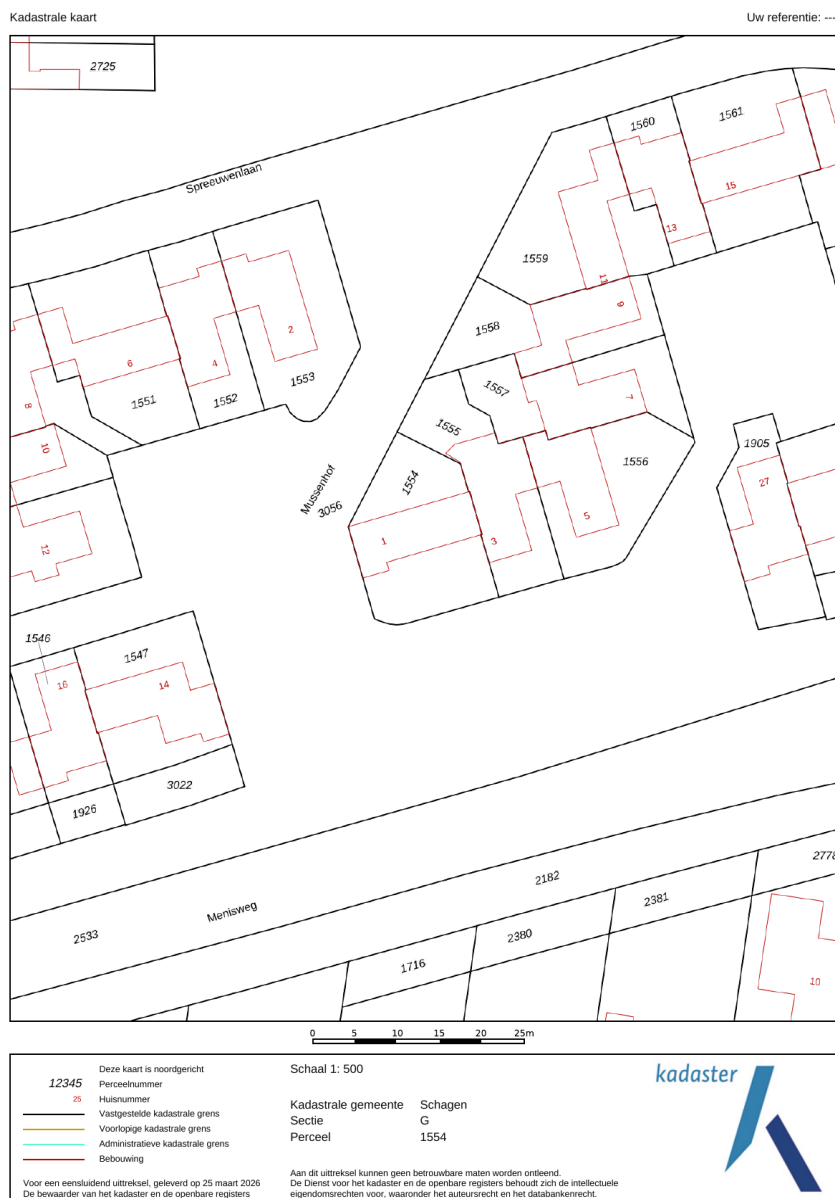 Kadastrale kaart
Uw referentie: ---
2725
Spreeuwenlaan
1560
1561
15
13
1559
11
9
1558
2
6
4
1553
1551
1552
8
10
12
1557
7
1555
1556
1905
27
Mussenhof
3056
1554
1
3
5
1546
1547
16
14
3022
1926
2778
2182
2381
Menisweg
2533
2380
1716
10
0 5 10 15 20 25m
Deze kaart is noordgericht
12345 Perceelnummer
25 Huisnummer
Vastgestelde kadastrale grens
Voorlopige kadastrale grens
Administratieve kadastrale grens
Bebouwing
Voor een eensluidend uittreksel, geleverd op 25 maart 2026
De bewaarder van het kadaster en de openbare registers
Schaal 1: 500
Kadastrale gemeente Schagen
Sectie G
Perceel 1554
Aan dit uittreksel kunnen geen betrouwbare maten worden ontleend.
De Dienst voor het kadaster en de openbare registers behoudt zich de intellectuele
eigendomsrechten voor, waaronder het auteursrecht en het databankenrecht.
kadaster